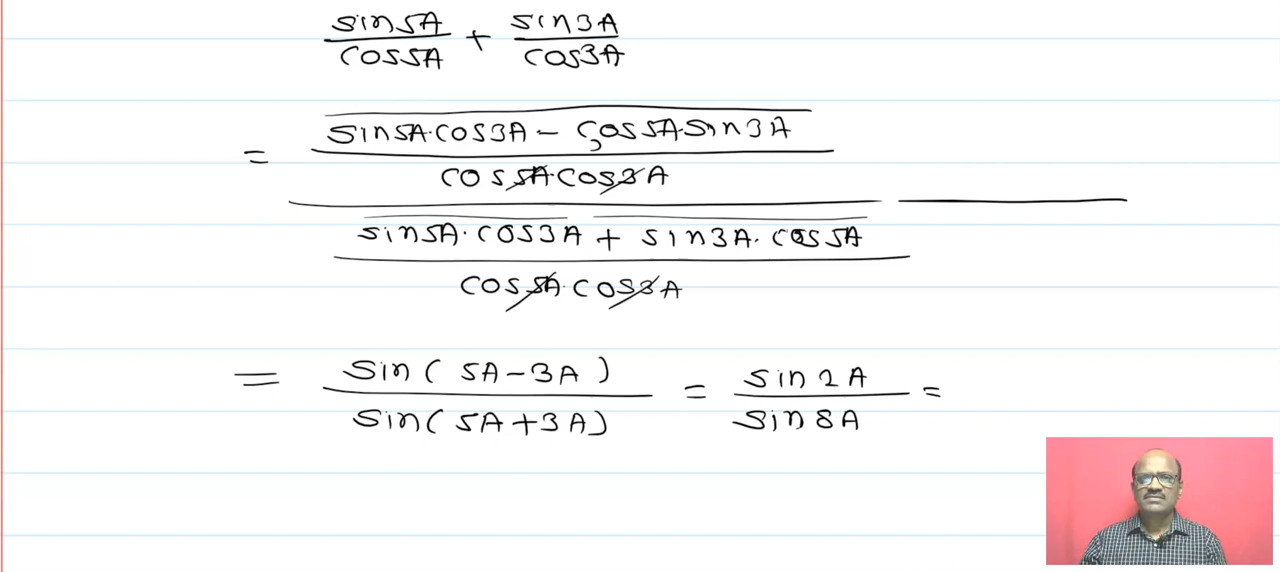 sin5A/cos5A + sin3A/cos3A
= sin5A·cos3A − cos5A sin3A
cos5A·cos3A
sin5A·cos3A + sin3A·cos5A
cos5A·cos3A
= sin(5A−3A)/sin(5A+3A) = sin2A/sin8A =